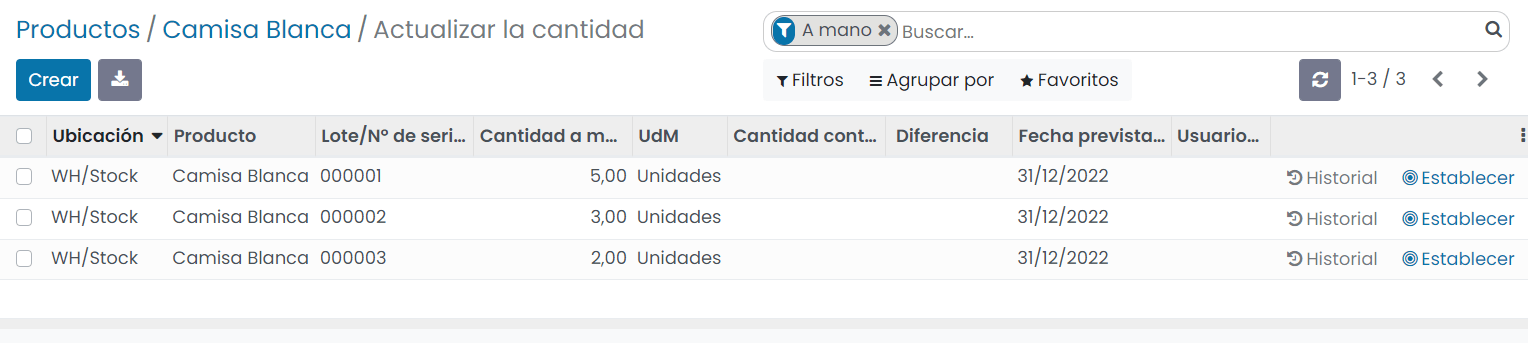 Productos / Camisa Blanca / Actualizar la cantidad
A mano Buscar...
Crear
Filtros Agrupar por Favoritos 1-3 / 3
Ubicación Producto Lote/Nº de seri... Cantidad a m... UdM Cantidad cont... Diferencia Fecha prevista... Usuario...
WH/Stock Camisa Blanca 000001 5,00 Unidades 31/12/2022 Historial Establecer
WH/Stock Camisa Blanca 000002 3,00 Unidades 31/12/2022 Historial Establecer
WH/Stock Camisa Blanca 000003 2,00 Unidades 31/12/2022 Historial Establecer